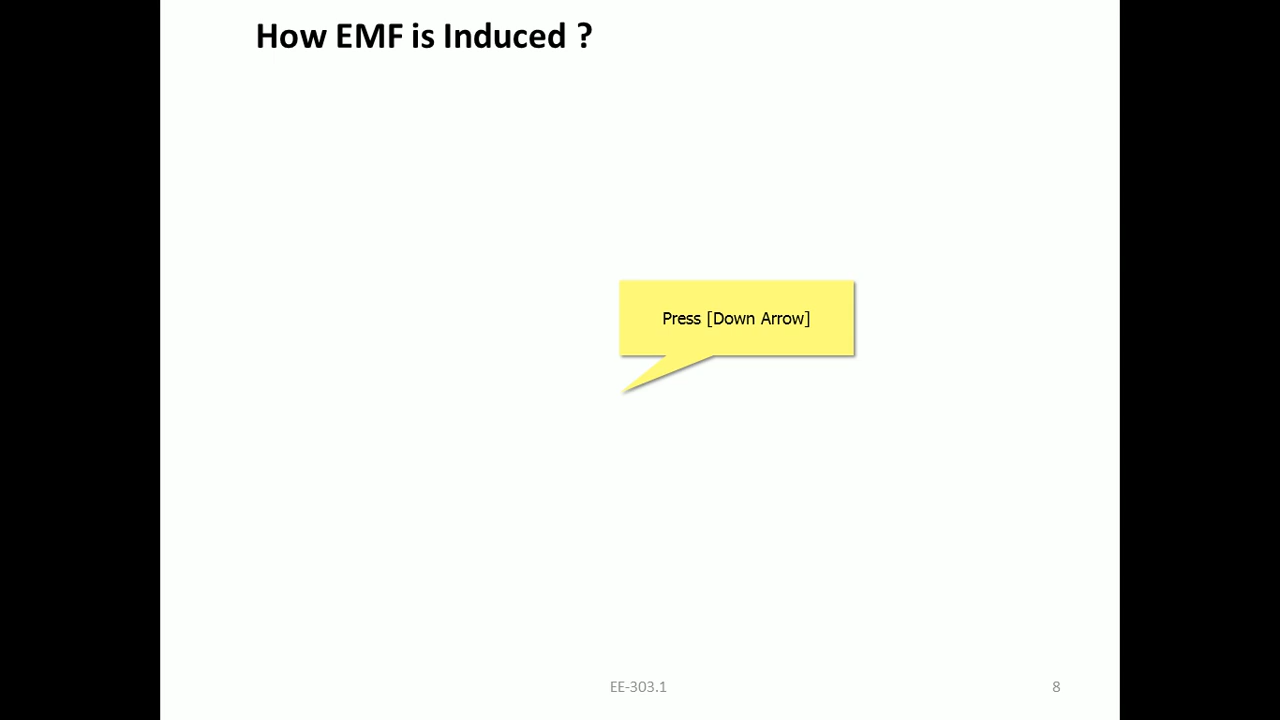 How EMF is Induced ?
Press [Down Arrow]
EE-303.1
8